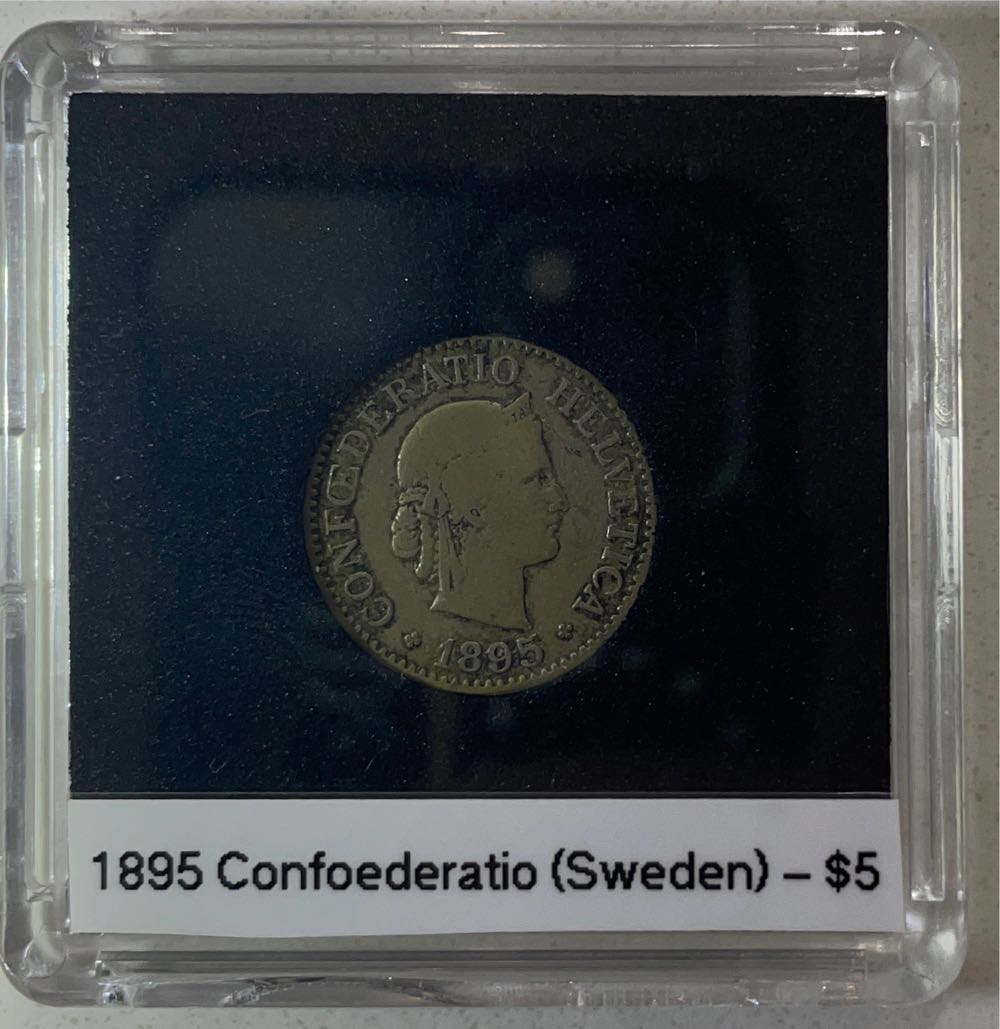 CONFŒDERATIO HELVETICA
1895
1895 Confoederatio (Sweden) – $5